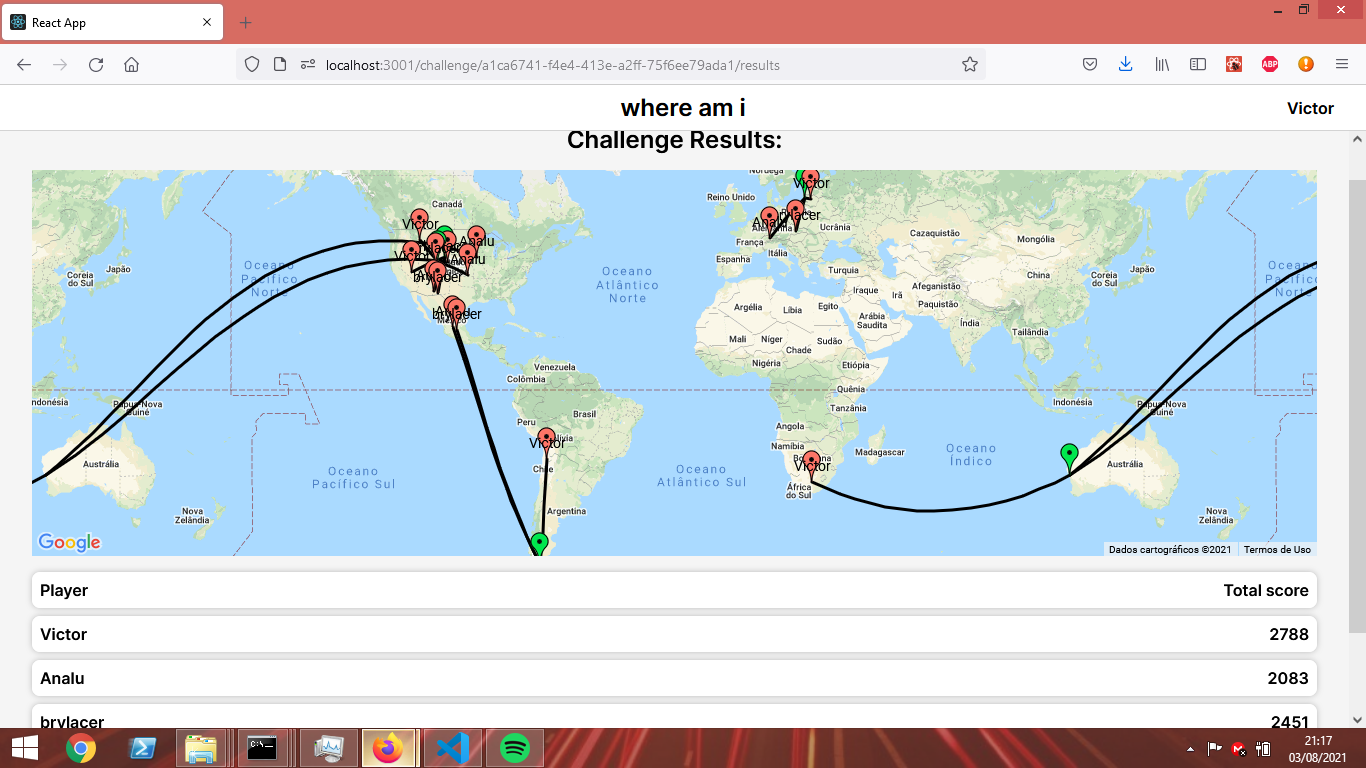 React App
localhost:3001/challenge/a1ca6741-f4e4-413e-a2ff-75f6ee79ada1/results
ABP
where am i
Victor
Challenge Results:
Noruega
Victor
Canadá
Reino Unido
Victor
Analu
Analu
Ucrânia
França
Cazaquistão
Mongólia
Victor
Analu
Espanha
Itália
Coreia do Sul
Japão
Oceano Pacífico Norte
Oceano Atlântico Norte
Turquia
China
Coreia do Sul
Japão
brylacer
Iraque
Irã
Afeganistão
Paquistão
Argélia
Líbia
Egito
Arábia Saudita
Índia
brylacer
México
Mali
Níger
Chade
Sudão
Tailândia
Venezuela
Colômbia
Nigéria
Etiópia
Quênia
Indonésia
Papua-Nova Guiné
Peru
Brasil
Tanzânia
Indonésia
Papua-Nova Guiné
Angola
Victor
Namíbia
Madagascar
Austrália
Chile
Oceano Pacífico Sul
Oceano Atlântico Sul
Victor
Oceano Índico
Austrália
África do Sul
Argentina
Nova Zelândia
Nova Zelândia
Google
Dados cartográficos ©2021
Termos de Uso
Player Total score
Victor 2788
Analu 2083
brylacer 2451
21:17
03/08/2021